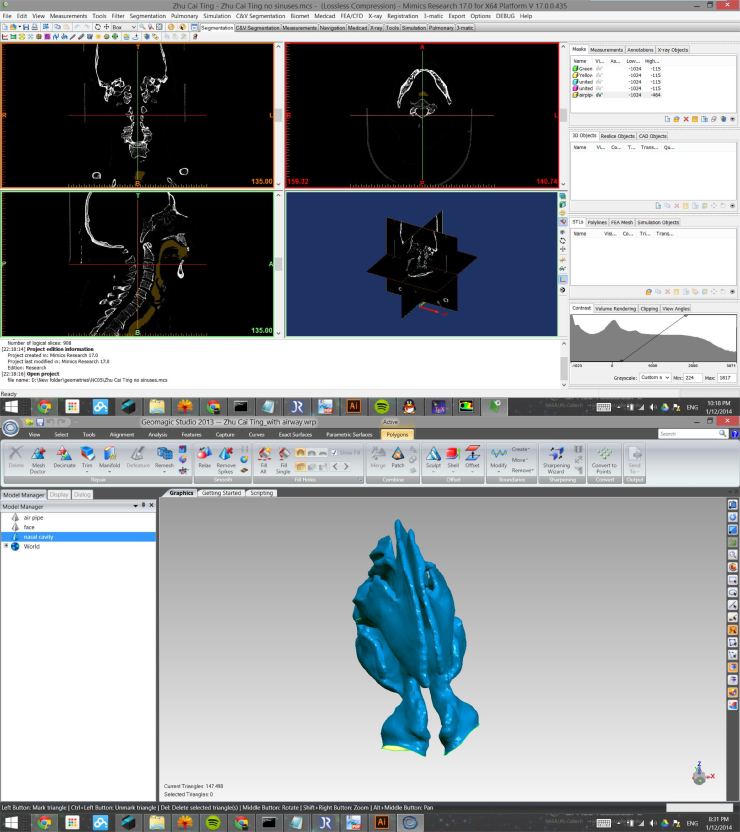 Zhu Cai Ting - Zhu Cai Ting no sinuses.mcs - (Lossless Compression) - Mimics Research 17.0 for X64 Platform V 17.0.0.435
File Edit Measurements Tools Filter Segmentation Pulmonary Simulation C&V Segmentation Biomet Medcad FEA/CFD X-ray Registration 3-matic Export Options DEBUG Help
Box
Segmentation C&V Segmentation Measurements Navigation Medcad X-ray Tools Simulation Pulmonary 3-matic
T
R
L
B
135.00
A
R
L
P
159.32
140.74
T
P
A
B
135.00
Masks Measurements Annotations X-ray Objects
Name Vi... As... Low... High...
Green -1024 -115
Yellow -1024 -115
united -1024 -115
united -1024 -115
airpip -1024 -464
3D Objects Reslice Objects CAD Objects
Name Vi... Co... T... Trans... Qu...
STLs Polylines FEA Mesh Simulation Objects
Name Visi... Co... Tri... Trans...
Contrast Volume Rendering Clipping View Angles
-1023 0 1000 2000 3071
Grayscale: Custom s Min: 224 Max: 1817
Number of logical slices: 908
[22:18:14] Project edition information
Project created in: Mimics Research 17.0
Project last modified in: Mimics Research 17.0
Edition: Research
[22:18:16] Open project
file name: D:\New folder\geometries\NC05\Zhu Cai Ting no sinuses.mcs
ENG
10:18 PM
1/12/2014
Geomagic Studio 2013 -- Zhu Cai Ting_with airway.wrp
Active
View Select Tools Alignment Analysis Features Capture Curves Exact Surfaces Parametric Surfaces Polygons
Search
Delete Mesh Doctor Decimate Trim Manifold Defeature Remesh
Relax Remove Spikes
Fill All Fill Single Show Fill
Merge Patch
Sculpt Shell Offset
Modify Create Move Remove
Sharpening Wizard
Convert to Points
Send To
Repair Smooth Fill Holes Combine Offset Boundaries Sharpening Convert Output
Model Manager Display Dialog
Model Manager
air pipe
face
nasal cavity
World
Graphics Getting Started Scripting
Current Triangles: 147,498
Selected Triangles: 0
Z
X
Left Button: Mark triangle | Ctrl+Left Button: Unmark triangle | Del: Delete selected triangle(s) | Middle Button: Rotate | Shift+Right Button: Zoom | Alt+Middle Button: Pan
ENG
8:31 PM
1/12/2014